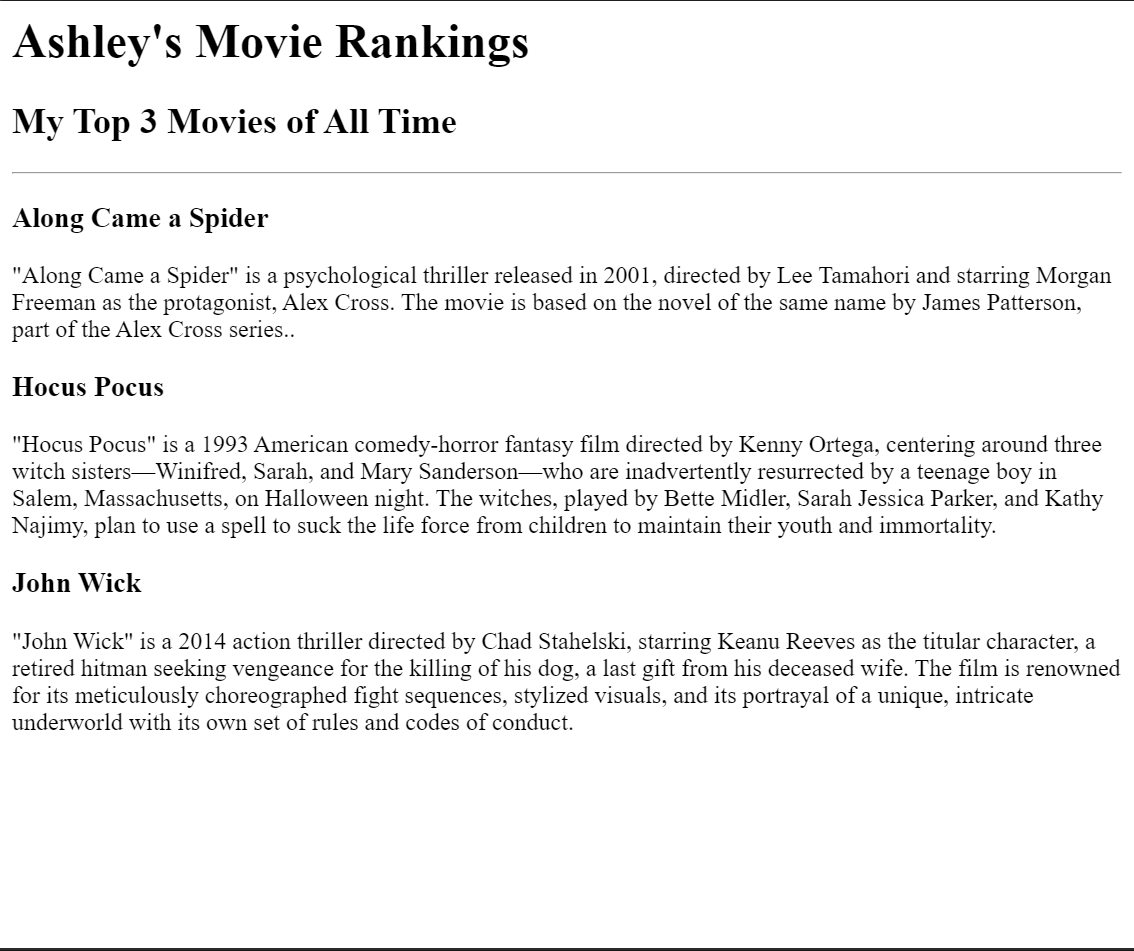 Ashley's Movie Rankings
My Top 3 Movies of All Time
Along Came a Spider
"Along Came a Spider" is a psychological thriller released in 2001, directed by Lee Tamahori and starring Morgan
Freeman as the protagonist, Alex Cross. The movie is based on the novel of the same name by James Patterson,
part of the Alex Cross series..
Hocus Pocus
"Hocus Pocus" is a 1993 American comedy-horror fantasy film directed by Kenny Ortega, centering around three
witch sisters—Winifred, Sarah, and Mary Sanderson—who are inadvertently resurrected by a teenage boy in
Salem, Massachusetts, on Halloween night. The witches, played by Bette Midler, Sarah Jessica Parker, and Kathy
Najimy, plan to use a spell to suck the life force from children to maintain their youth and immortality.
John Wick
"John Wick" is a 2014 action thriller directed by Chad Stahelski, starring Keanu Reeves as the titular character, a
retired hitman seeking vengeance for the killing of his dog, a last gift from his deceased wife. The film is renowned
for its meticulously choreographed fight sequences, stylized visuals, and its portrayal of a unique, intricate
underworld with its own set of rules and codes of conduct.